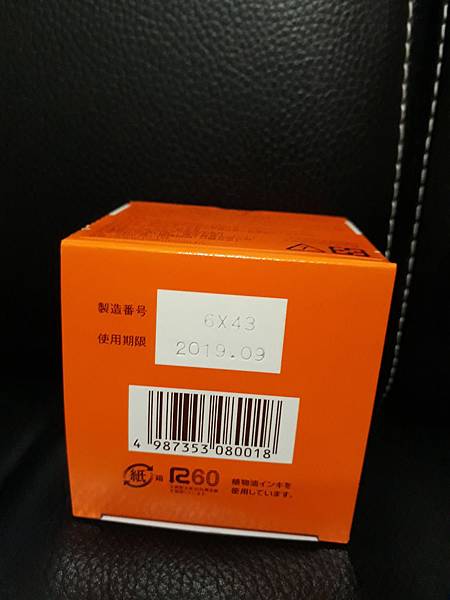 製造番号 6X43
使用期限 2019.09
4 987353 080018
紙 箱 R60 植物油インキを
使用しています。